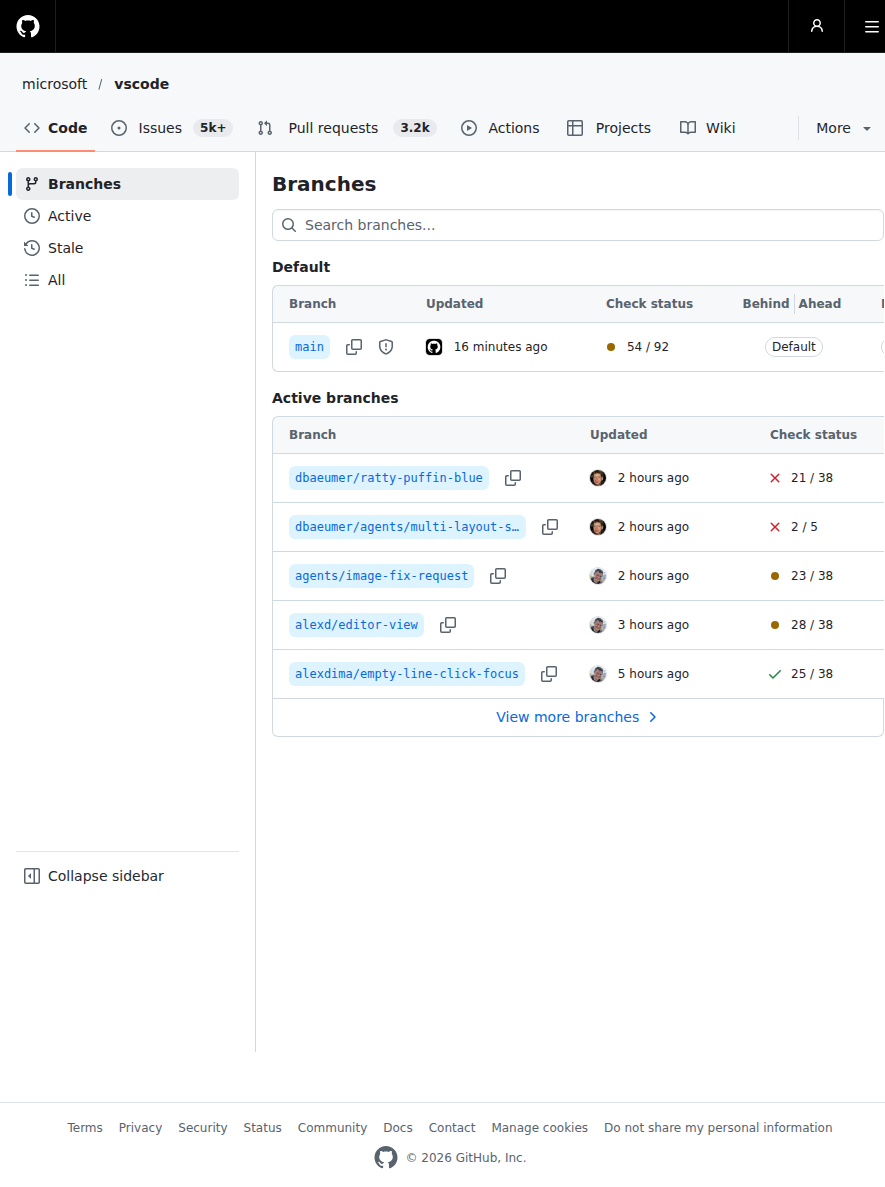 microsoft / vscode
Code Issues 5k+ Pull requests 3.2k Actions Projects Wiki More
Branches
Active
Stale
All
Collapse sidebar
Branches
Search branches...
Default
Branch Updated Check status Behind Ahead
main 16 minutes ago 54 / 92 Default
Active branches
Branch Updated Check status
dbaeumer/ratty-puffin-blue 2 hours ago 21 / 38
dbaeumer/agents/multi-layout-s… 2 hours ago 2 / 5
agents/image-fix-request 2 hours ago 23 / 38
alexd/editor-view 3 hours ago 28 / 38
alexdima/empty-line-click-focus 5 hours ago 25 / 38
View more branches
Terms Privacy Security Status Community Docs Contact Manage cookies Do not share my personal information
© 2026 GitHub, Inc.